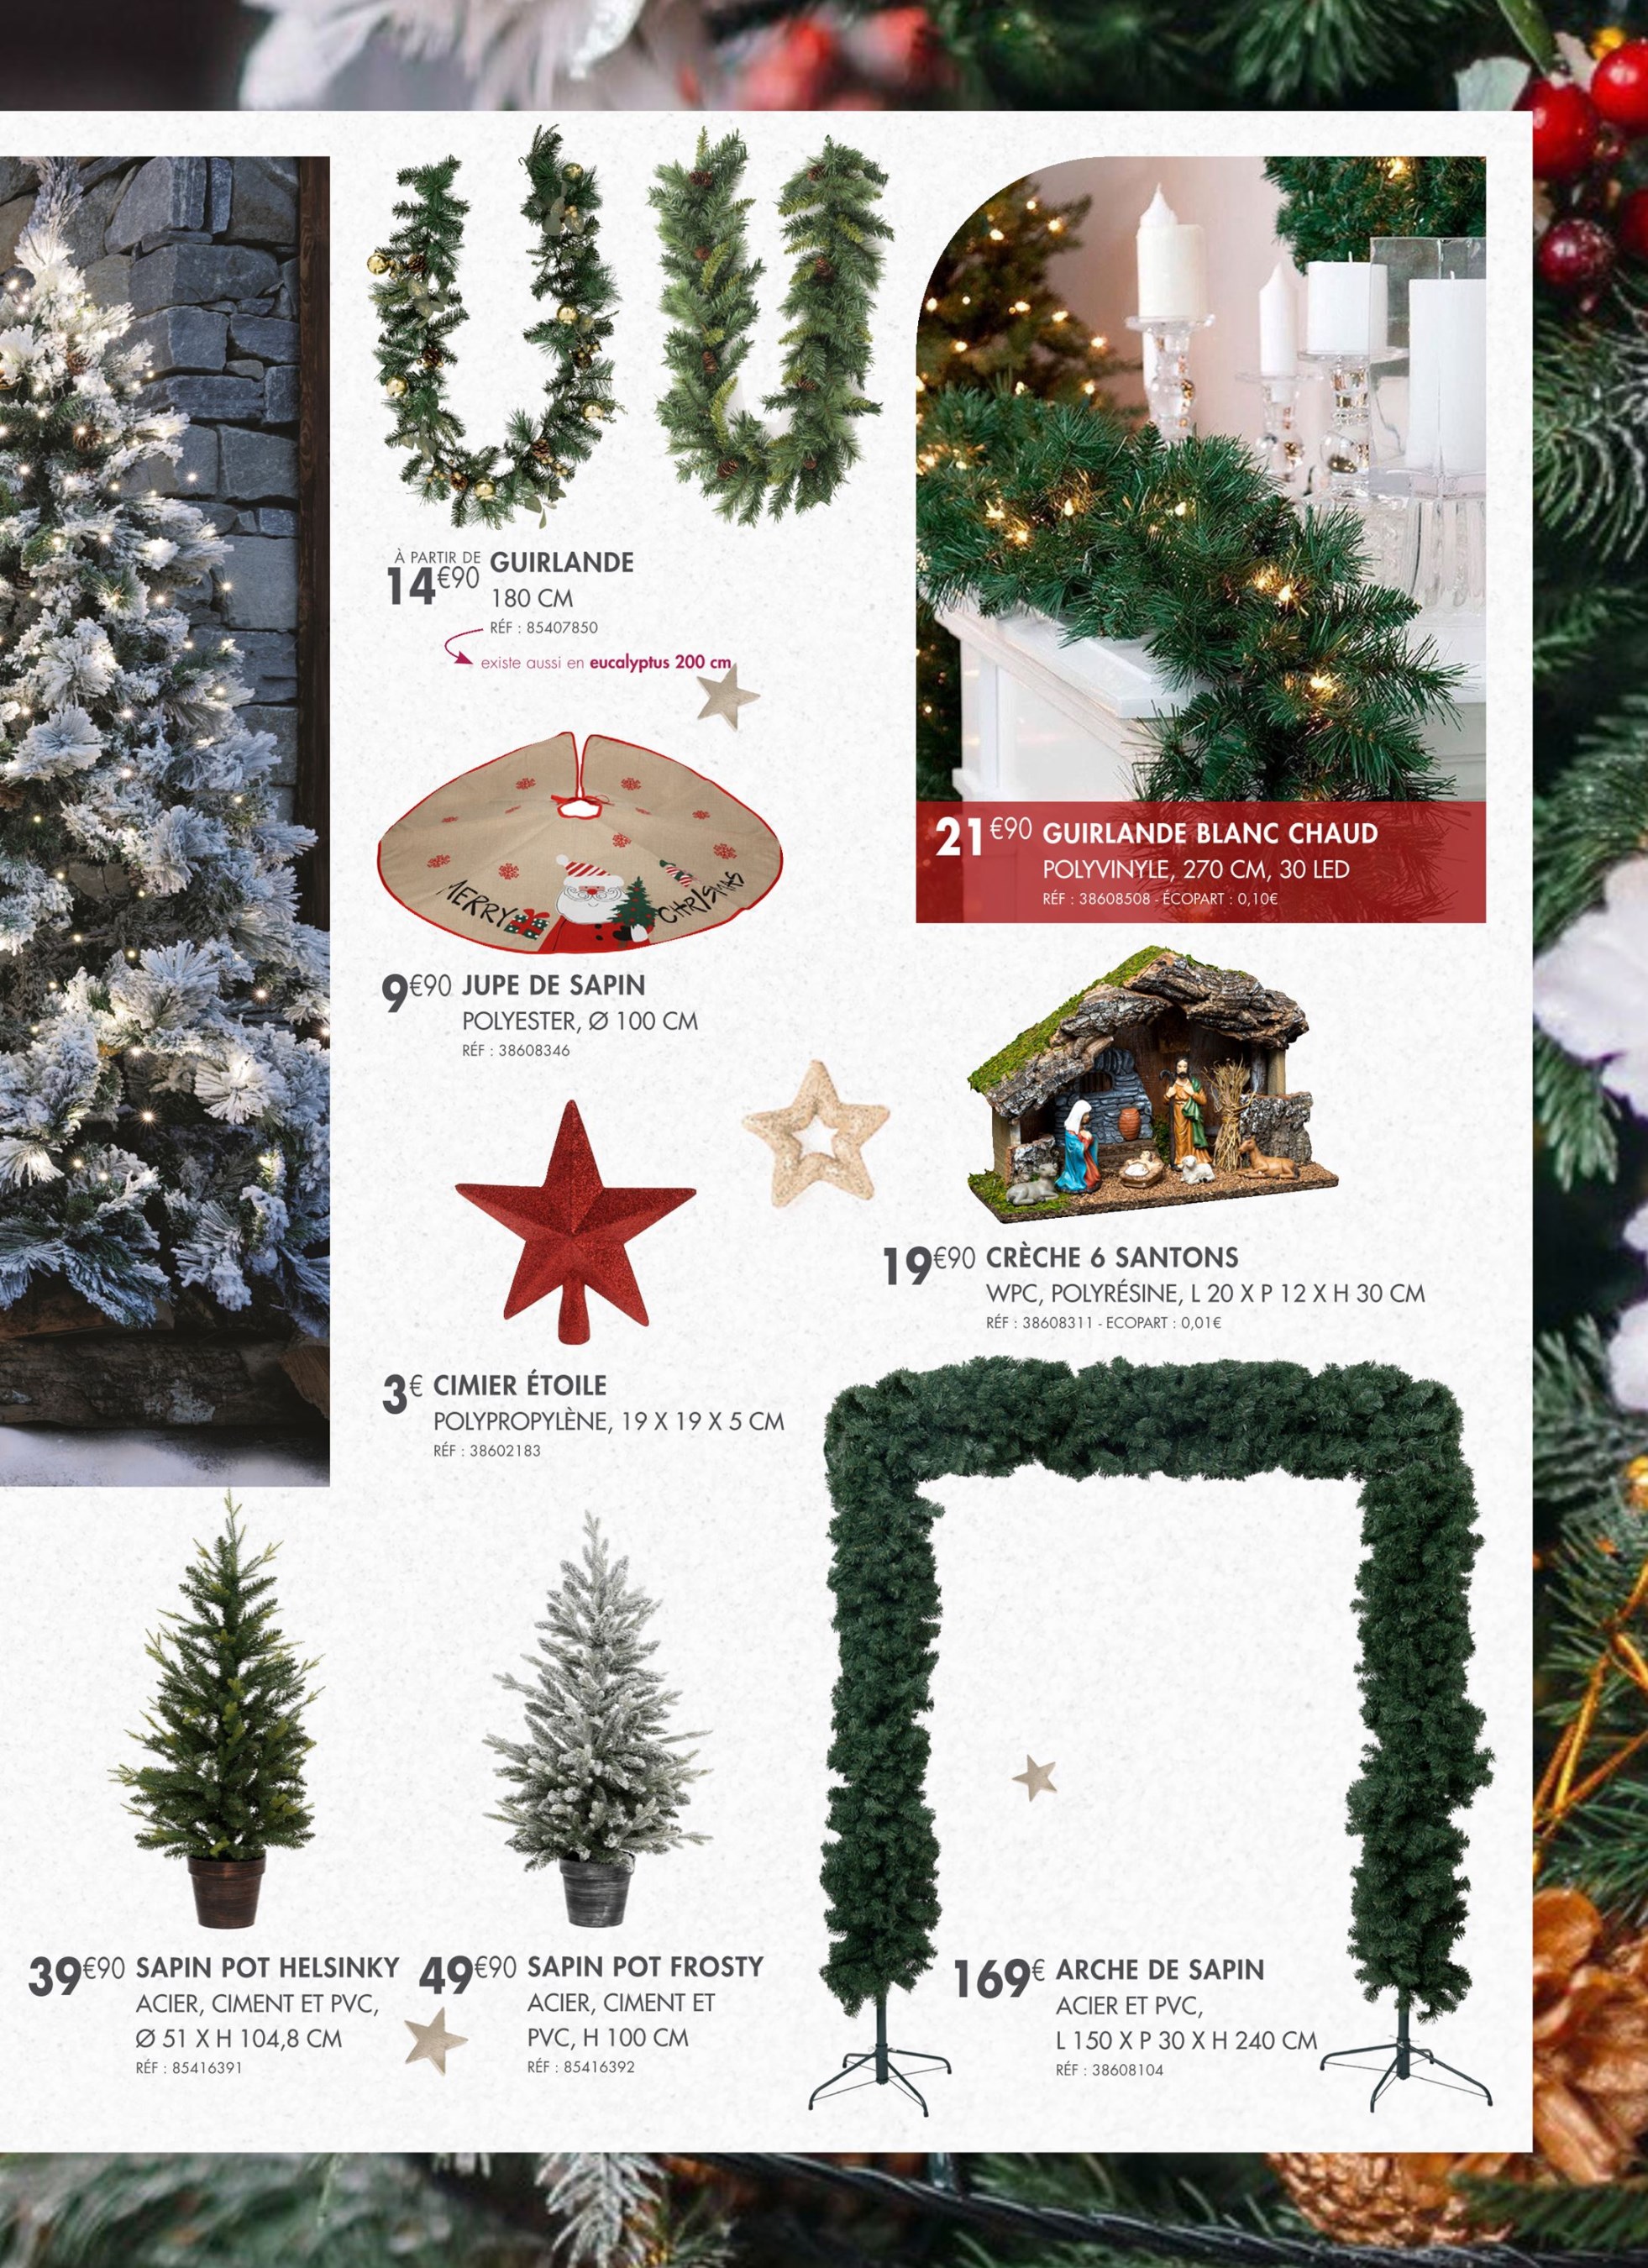 À PARTIR DE
14€90 GUIRLANDE
180 CM
RÉF : 85407850
existe aussi en eucalyptus 200 cm
MERRY CHRISTMAS
9€90 JUPE DE SAPIN
POLYESTER, Ø 100 CM
RÉF : 38608346
3€ CIMIER ÉTOILE
POLYPROPYLÈNE, 19 X 19 X 5 CM
RÉF : 38602183
21€90 GUIRLANDE BLANC CHAUD
POLYVINYLE, 270 CM, 30 LED
RÉF : 38608508 - ÉCOPART : 0,10€
19€90 CRÈCHE 6 SANTONS
WPC, POLYRÉSINE, L 20 X P 12 X H 30 CM
RÉF : 38608311 - ECOPART : 0,01€
39€90 SAPIN POT HELSINKY
ACIER, CIMENT ET PVC,
Ø 51 X H 104,8 CM
RÉF : 85416391
49€90 SAPIN POT FROSTY
ACIER, CIMENT ET
PVC, H 100 CM
RÉF : 85416392
169€ ARCHE DE SAPIN
ACIER ET PVC,
L 150 X P 30 X H 240 CM
RÉF : 38608104